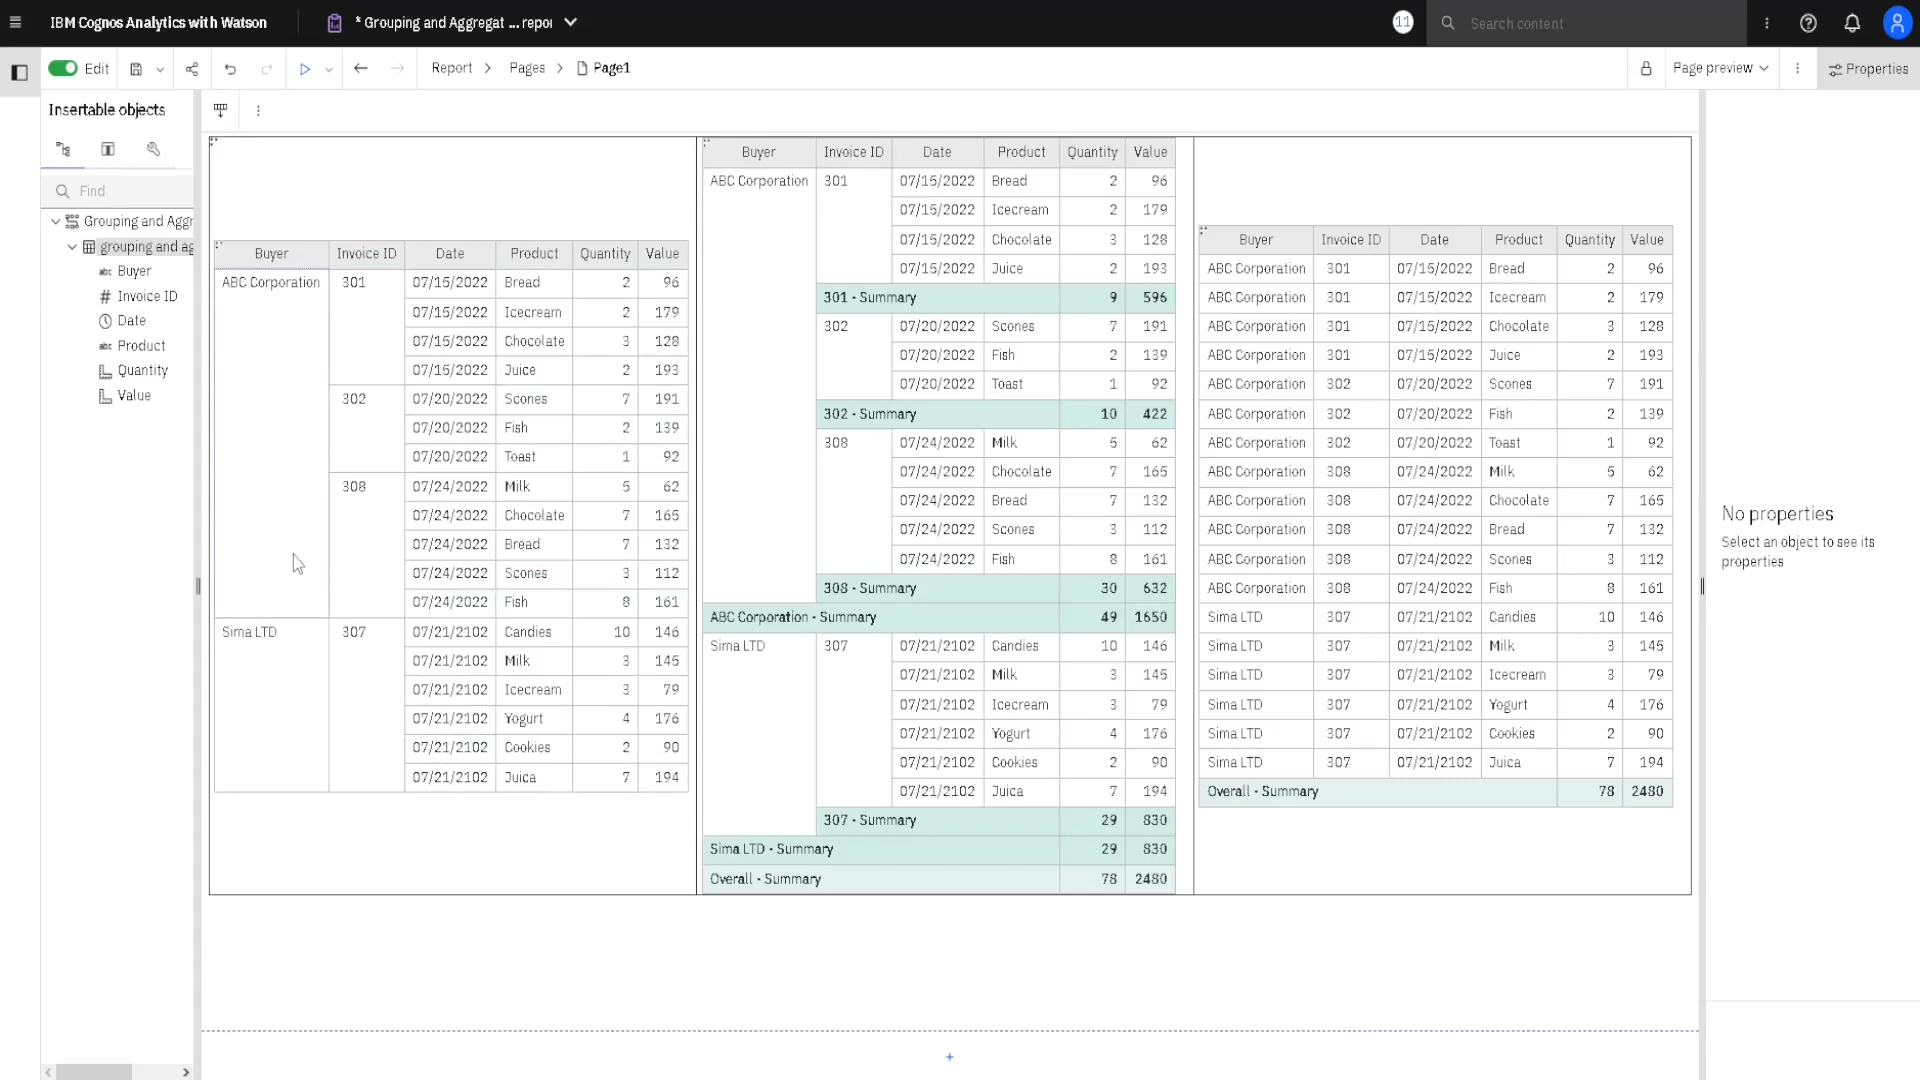 IBM Cognos Analytics with Watson
* Grouping and Aggregat ... repor
11
Search content
Edit
Report
Pages
Page1
Page preview
Properties
Insertable objects
Find
Grouping and Aggr
grouping and ag
abc Buyer
# Invoice ID
Date
abc Product
Quantity
Value
Buyer Invoice ID Date Product Quantity Value
ABC Corporation 301 07/15/2022 Bread 2 96
07/15/2022 Icecream 2 179
07/15/2022 Chocolate 3 128
07/15/2022 Juice 2 193
302 07/20/2022 Scones 7 191
07/20/2022 Fish 2 139
07/20/2022 Toast 1 92
308 07/24/2022 Milk 5 62
07/24/2022 Chocolate 7 165
07/24/2022 Bread 7 132
07/24/2022 Scones 3 112
07/24/2022 Fish 8 161
Sima LTD 307 07/21/2102 Candies 10 146
07/21/2102 Milk 3 145
07/21/2102 Icecream 3 79
07/21/2102 Yogurt 4 176
07/21/2102 Cookies 2 90
07/21/2102 Juica 7 194
Buyer Invoice ID Date Product Quantity Value
ABC Corporation 301 07/15/2022 Bread 2 96
07/15/2022 Icecream 2 179
07/15/2022 Chocolate 3 128
07/15/2022 Juice 2 193
301 - Summary 9 596
302 07/20/2022 Scones 7 191
07/20/2022 Fish 2 139
07/20/2022 Toast 1 92
302 - Summary 10 422
308 07/24/2022 Milk 5 62
07/24/2022 Chocolate 7 165
07/24/2022 Bread 7 132
07/24/2022 Scones 3 112
07/24/2022 Fish 8 161
308 - Summary 30 632
ABC Corporation - Summary 49 1650
Sima LTD 307 07/21/2102 Candies 10 146
07/21/2102 Milk 3 145
07/21/2102 Icecream 3 79
07/21/2102 Yogurt 4 176
07/21/2102 Cookies 2 90
07/21/2102 Juica 7 194
307 - Summary 29 830
Sima LTD - Summary 29 830
Overall - Summary 78 2480
Buyer Invoice ID Date Product Quantity Value
ABC Corporation 301 07/15/2022 Bread 2 96
ABC Corporation 301 07/15/2022 Icecream 2 179
ABC Corporation 301 07/15/2022 Chocolate 3 128
ABC Corporation 301 07/15/2022 Juice 2 193
ABC Corporation 302 07/20/2022 Scones 7 191
ABC Corporation 302 07/20/2022 Fish 2 139
ABC Corporation 302 07/20/2022 Toast 1 92
ABC Corporation 308 07/24/2022 Milk 5 62
ABC Corporation 308 07/24/2022 Chocolate 7 165
ABC Corporation 308 07/24/2022 Bread 7 132
ABC Corporation 308 07/24/2022 Scones 3 112
ABC Corporation 308 07/24/2022 Fish 8 161
Sima LTD 307 07/21/2102 Candies 10 146
Sima LTD 307 07/21/2102 Milk 3 145
Sima LTD 307 07/21/2102 Icecream 3 79
Sima LTD 307 07/21/2102 Yogurt 4 176
Sima LTD 307 07/21/2102 Cookies 2 90
Sima LTD 307 07/21/2102 Juica 7 194
Overall - Summary 78 2480
No properties
Select an object to see its
properties